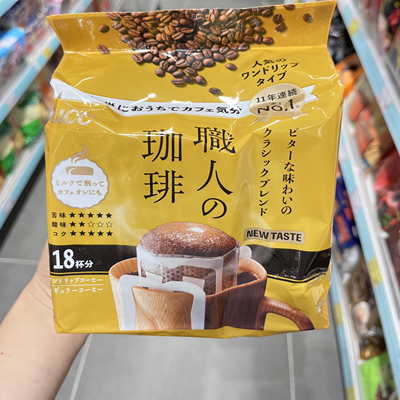 職人の
ワンドリップ
タイプ
11年連続
NO.1
におうちでカフェ気分
ucc
職人の
珈琲
ビターな味わいの
クラシックブレンド
ミルクで割って
カフェオレにも
苦味★★★★★
酸味★★☆☆☆
コク★★★★★
NEW TASTE
18杯分
ンドリップコーヒー
ギュラーコーヒー